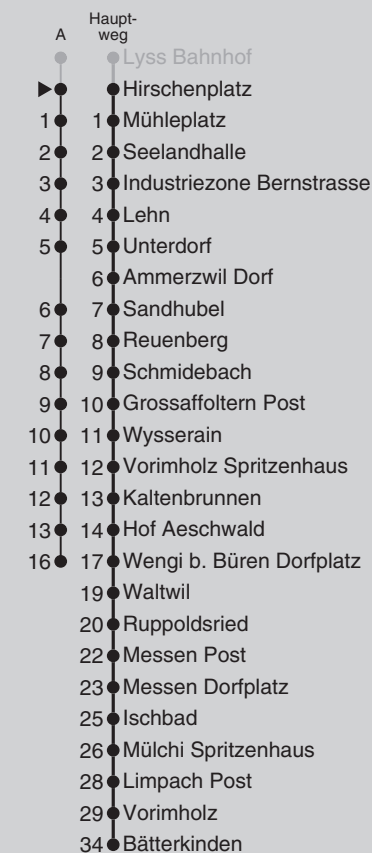 A Haupt-
weg
Lyss Bahnhof
Hirschenplatz
1 1 Mühleplatz
2 2 Seelandhalle
3 3 Industriezone Bernstrasse
4 4 Lehn
5 5 Unterdorf
6 Ammerzwil Dorf
6 7 Sandhubel
7 8 Reuenberg
8 9 Schmidebach
9 10 Grossaffoltern Post
10 11 Wysserain
11 12 Vorimholz Spritzenhaus
12 13 Kaltenbrunnen
13 14 Hof Aeschwald
16 17 Wengi b. Büren Dorfplatz
19 Waltwil
20 Ruppoldsried
22 Messen Post
23 Messen Dorfplatz
25 Ischbad
26 Mülchi Spritzenhaus
28 Limpach Post
29 Vorimholz
34 Bätterkinden